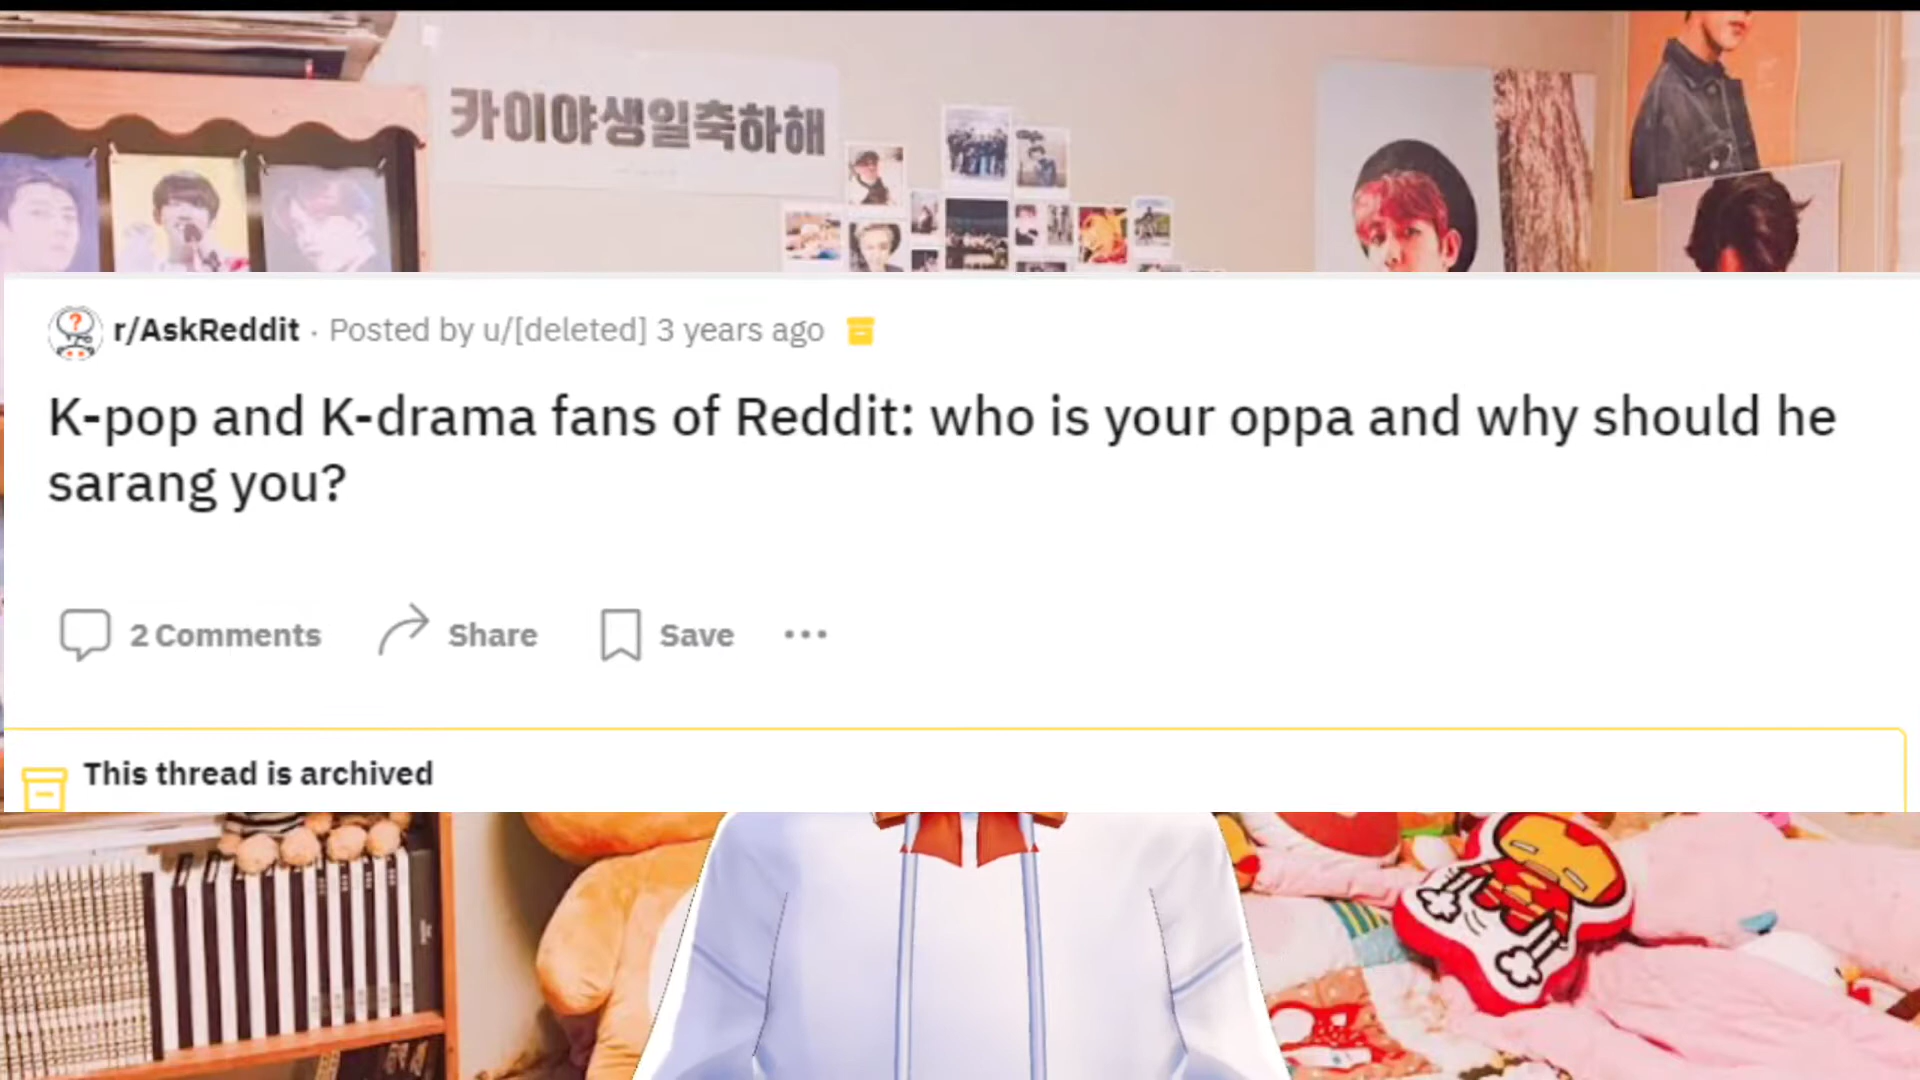 카이야생일축하해
r/AskReddit · Posted by u/[deleted] 3 years ago
K-pop and K-drama fans of Reddit: who is your oppa and why should he
sarang you?
2 Comments Share Save
This thread is archived